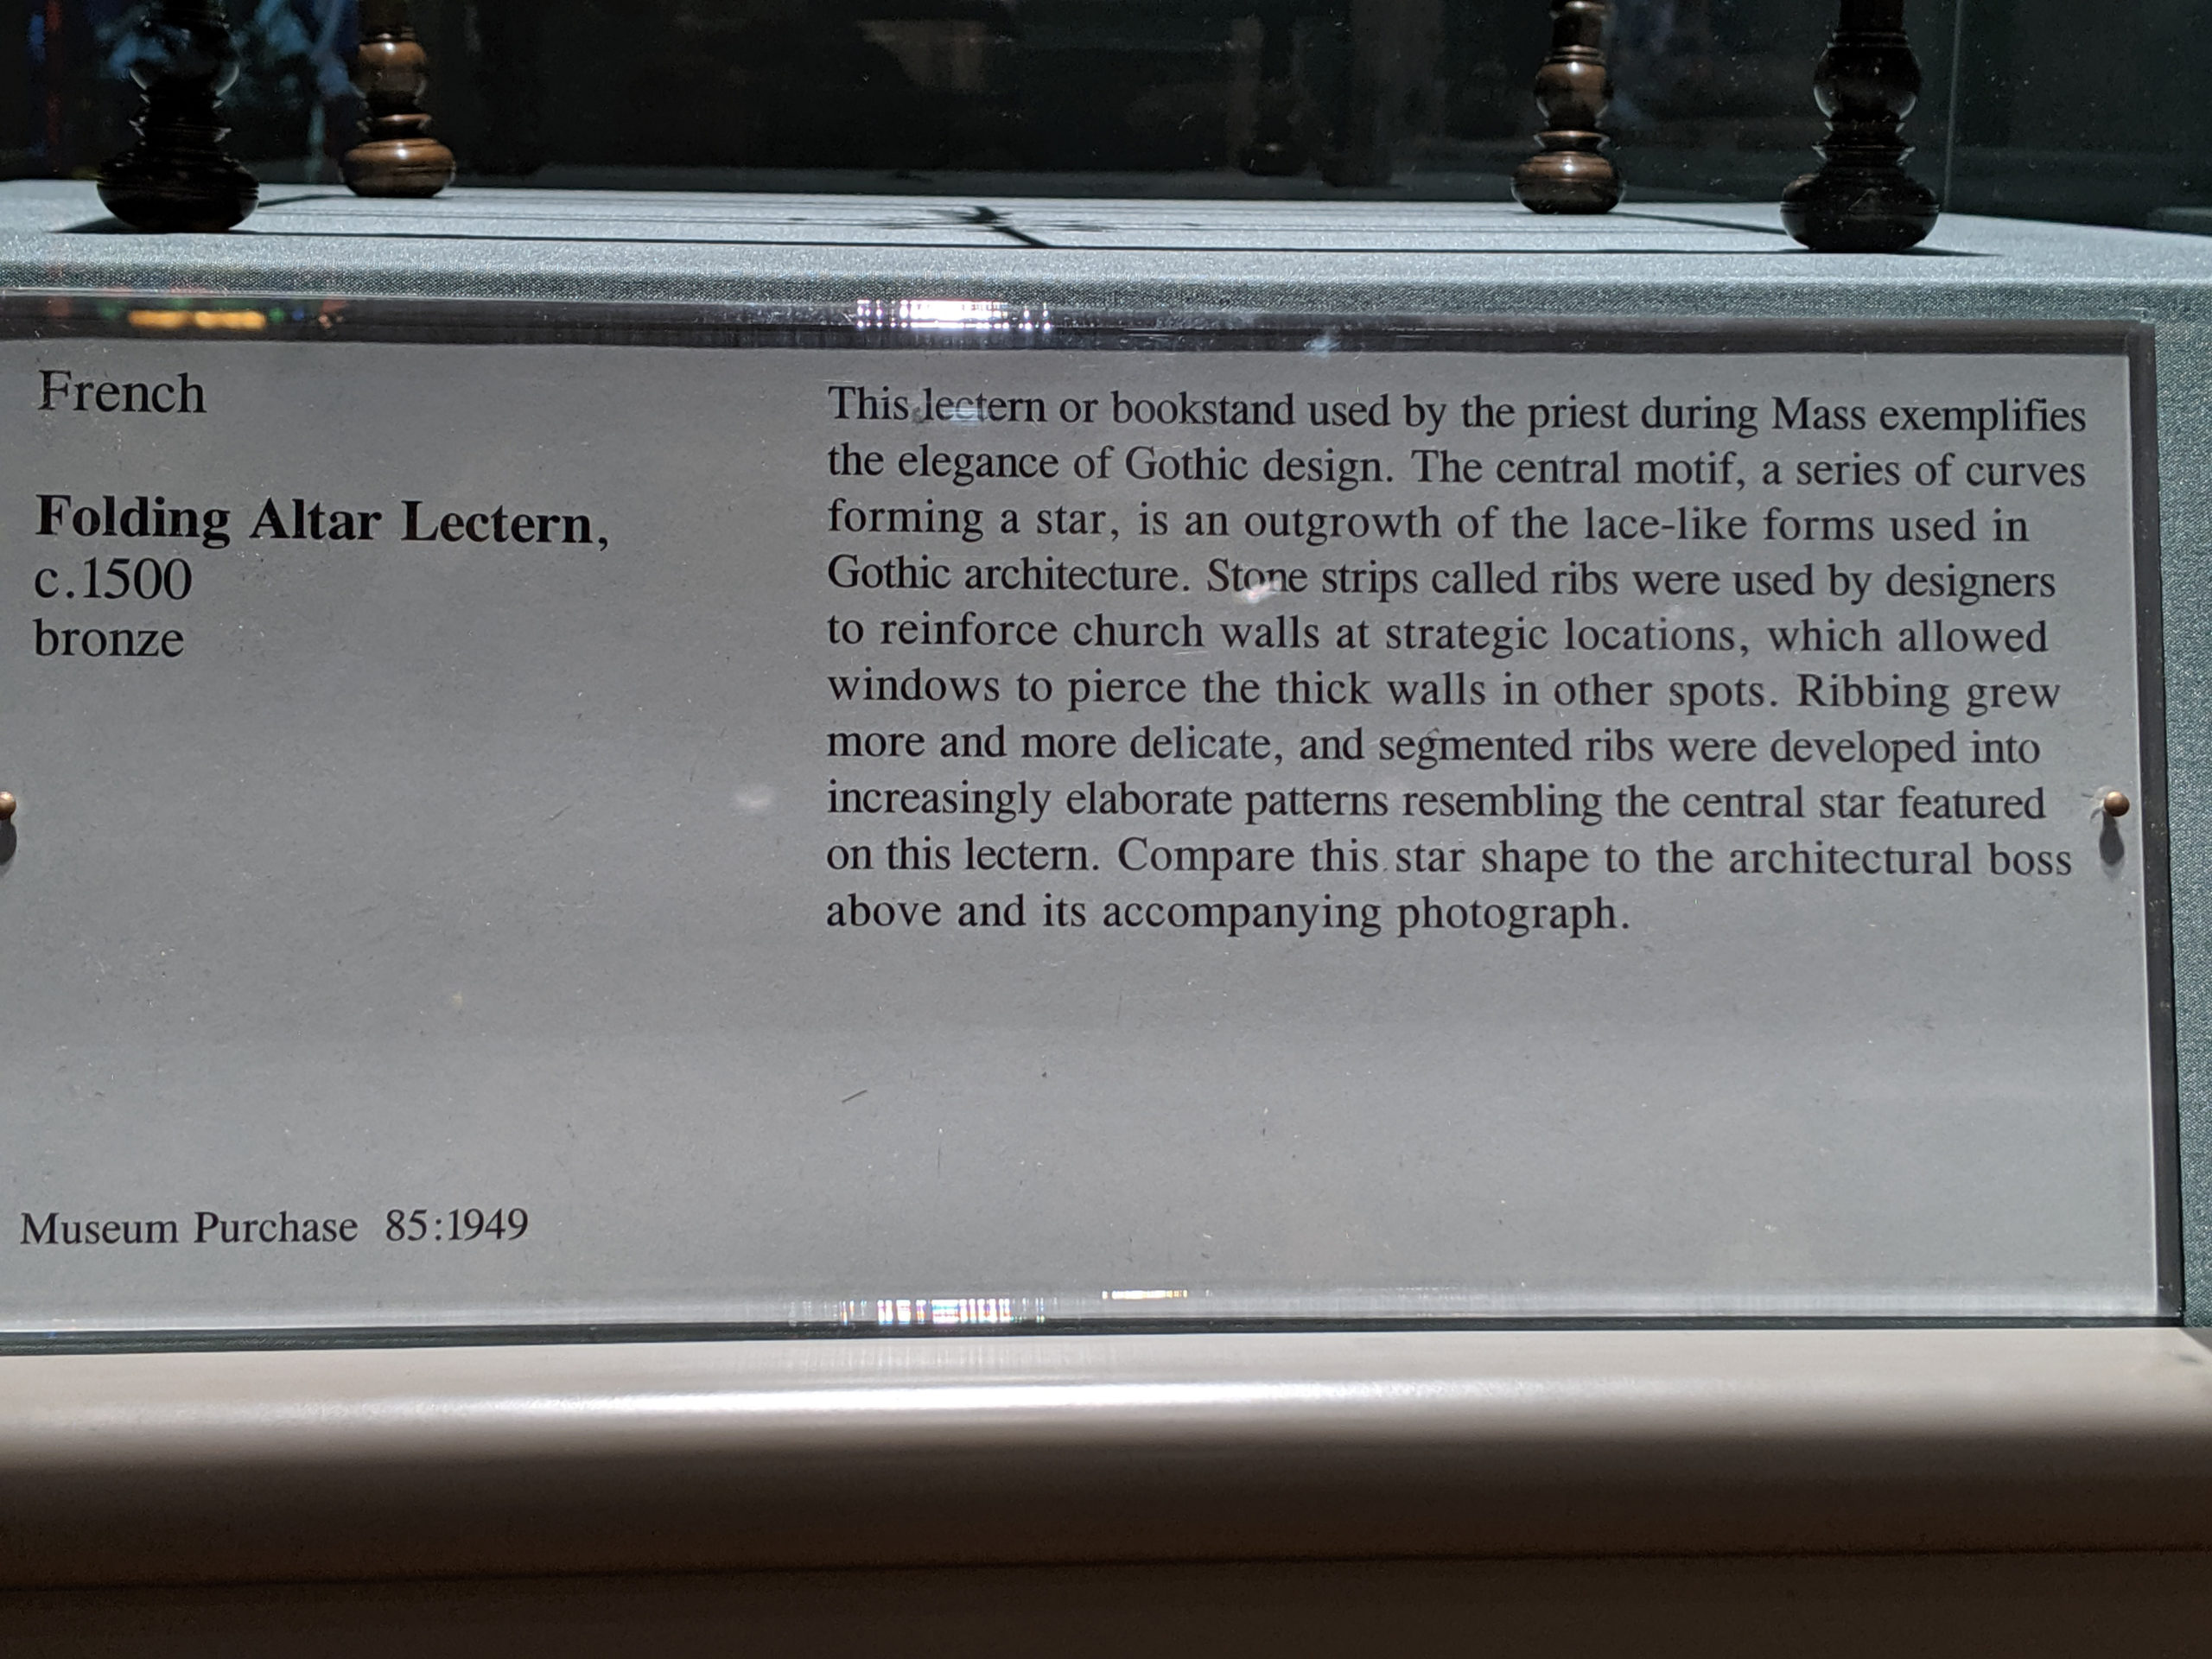 French
Folding Altar Lectern,
c.1500
bronze
This lectern or bookstand used by the priest during Mass exemplifies
the elegance of Gothic design. The central motif, a series of curves
forming a star, is an outgrowth of the lace-like forms used in
Gothic architecture. Stone strips called ribs were used by designers
to reinforce church walls at strategic locations, which allowed
windows to pierce the thick walls in other spots. Ribbing grew
more and more delicate, and segmented ribs were developed into
increasingly elaborate patterns resembling the central star featured
on this lectern. Compare this star shape to the architectural boss
above and its accompanying photograph.
Museum Purchase 85:1949